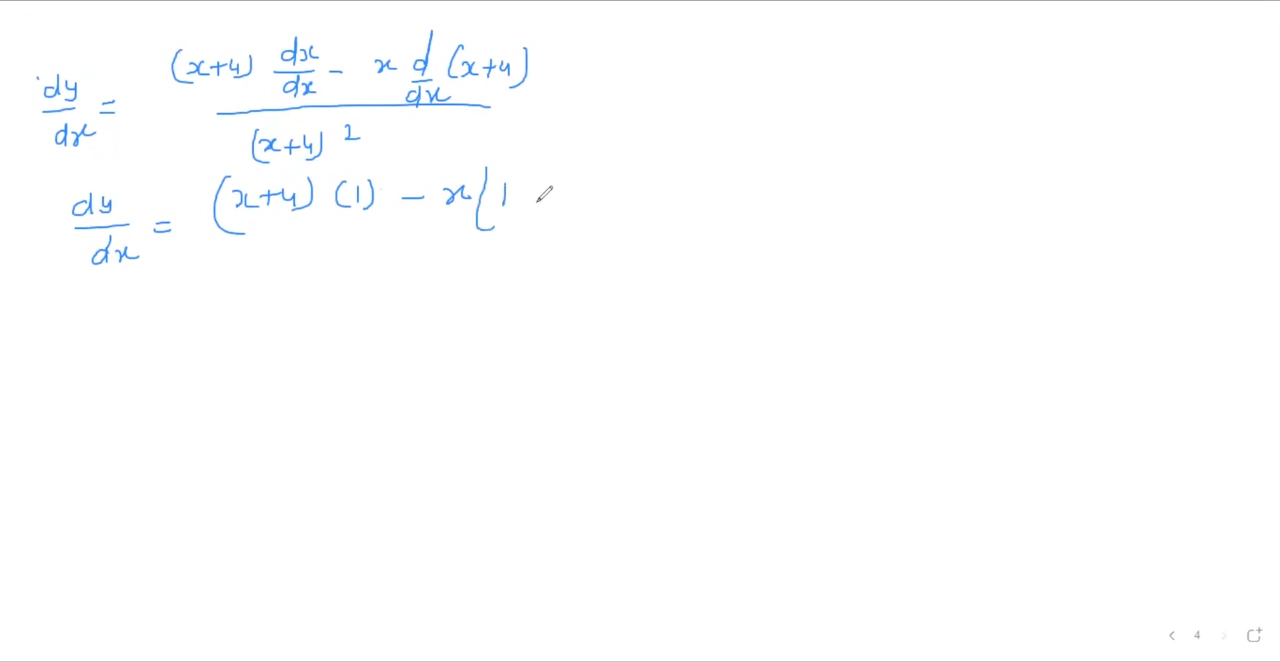 dy/dx = ((x+4) dx/dx - x d/dx (x+4)) / (x+4)^2
dy/dx = (x+4) (1) - x ( 1
4